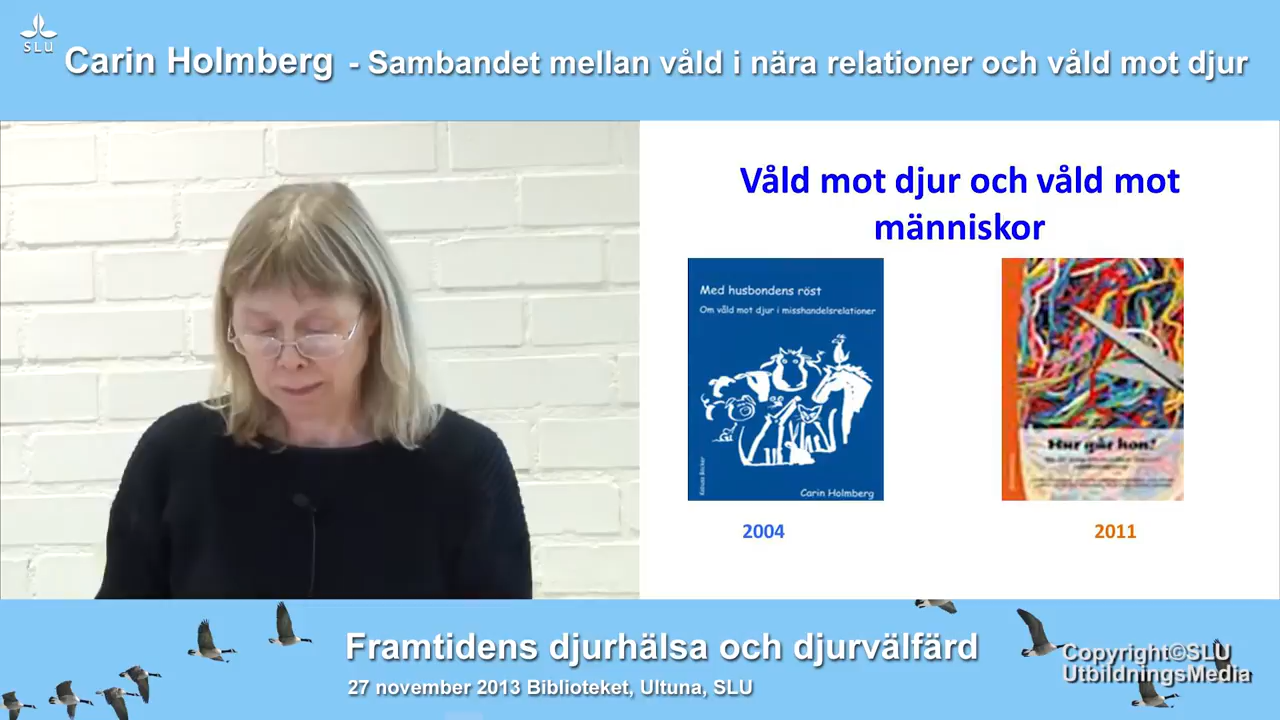 SLU
Carin Holmberg - Sambandet mellan våld i nära relationer och våld mot djur
Våld mot djur och våld mot
människor
Med husbondens röst
Om våld mot djur i misshandelsrelationer
Kabusa Böcker
Carin Holmberg
Hur går hon?
2004
2011
Framtidens djurhälsa och djurvälfärd
27 november 2013 Biblioteket, Ultuna, SLU
Copyright©SLU
UtbildningsMedia